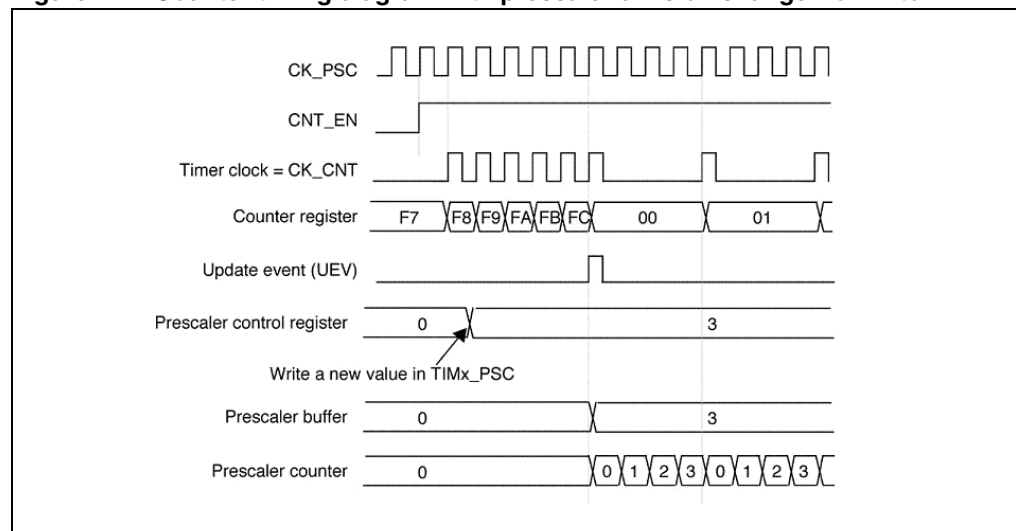 CK_PSC
CNT_EN
Timer clock = CK_CNT
Counter register F7 F8 F9 FA FB FC 00 01
Update event (UEV)
Prescaler control register 0 3
Write a new value in TIMx_PSC
Prescaler buffer 0 3
Prescaler counter 0 0 1 2 3 0 1 2 3